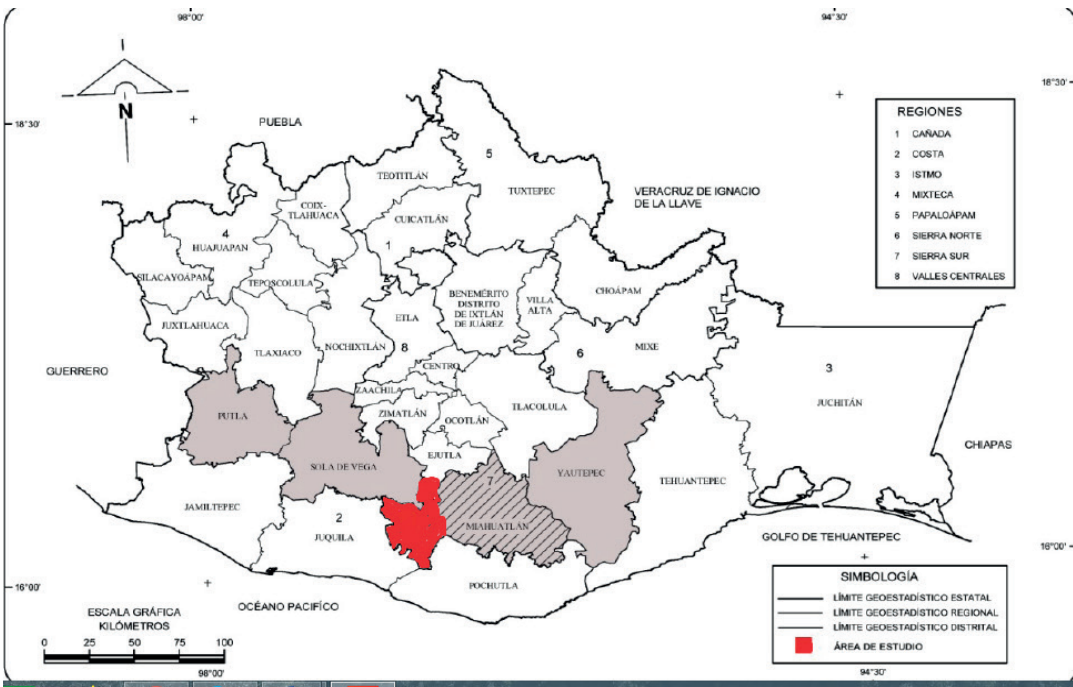 98°00'
94°30'
18°30'
18°30'
N
PUEBLA
5
TEOTITLÁN
TUXTEPEC
VERACRUZ DE IGNACIO
DE LA LLAVE
COIX-
TLAHUACA
CUICATLÁN
4
HUAJUAPAN
1
SILACAYOÁPAM
TEPOSCOLULA
BENEMÉRITO
DISTRITO
DE IXTLÁN
DE JUÁREZ
VILLA
ALTA
CHOÁPAM
JUXTLAHUACA
ETLA
TLAXIACO
NOCHIXTLÁN
8
6
MIXE
GUERRERO
CENTRO
3
ZAACHILA
JUCHITÁN
PUTLA
ZIMATLÁN
OCOTLÁN
TLACOLULA
CHIAPAS
EJUTLA
SOLA DE VEGA
YAUTEPEC
7
TEHUANTEPEC
JAMILTEPEC
2
JUQUILA
MIAHUATLÁN
GOLFO DE TEHUANTEPEC
16°00'
16°00'
POCHUTLA
OCÉANO PACIFÍCO
REGIONES
1 CAÑADA
2 COSTA
3 ISTMO
4 MIXTECA
5 PAPALOÁPAM
6 SIERRA NORTE
7 SIERRA SUR
8 VALLES CENTRALES
SIMBOLOGÍA
LÍMITE GEOESTADÍSTICO ESTATAL
LÍMITE GEOESTADÍSTICO REGIONAL
LÍMITE GEOESTADÍSTICO DISTRITAL
ÁREA DE ESTUDIO
ESCALA GRÁFICA
KILÓMETROS
0 25 50 75 100
98°00'
94°30'